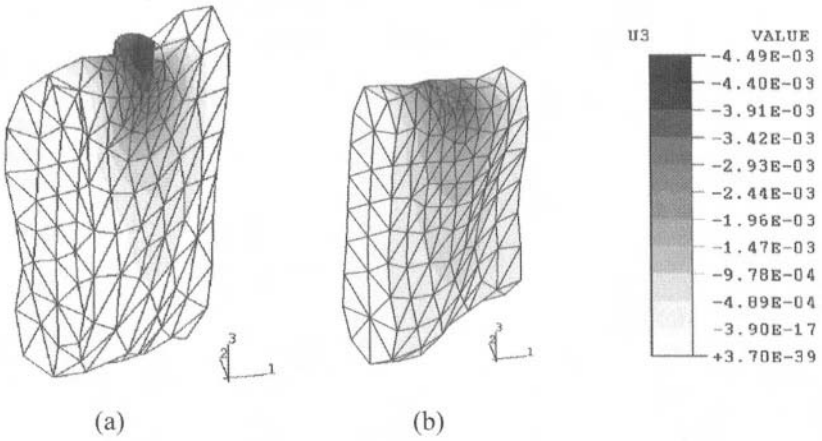 U3 VALUE
-4.49E-03
-4.40E-03
-3.91E-03
-3.42E-03
-2.93E-03
-2.44E-03
-1.96E-03
-1.47E-03
-9.78E-04
-4.89E-04
-3.90E-17
+3.70E-39
3
2
1
3
2
1
(a)
(b)